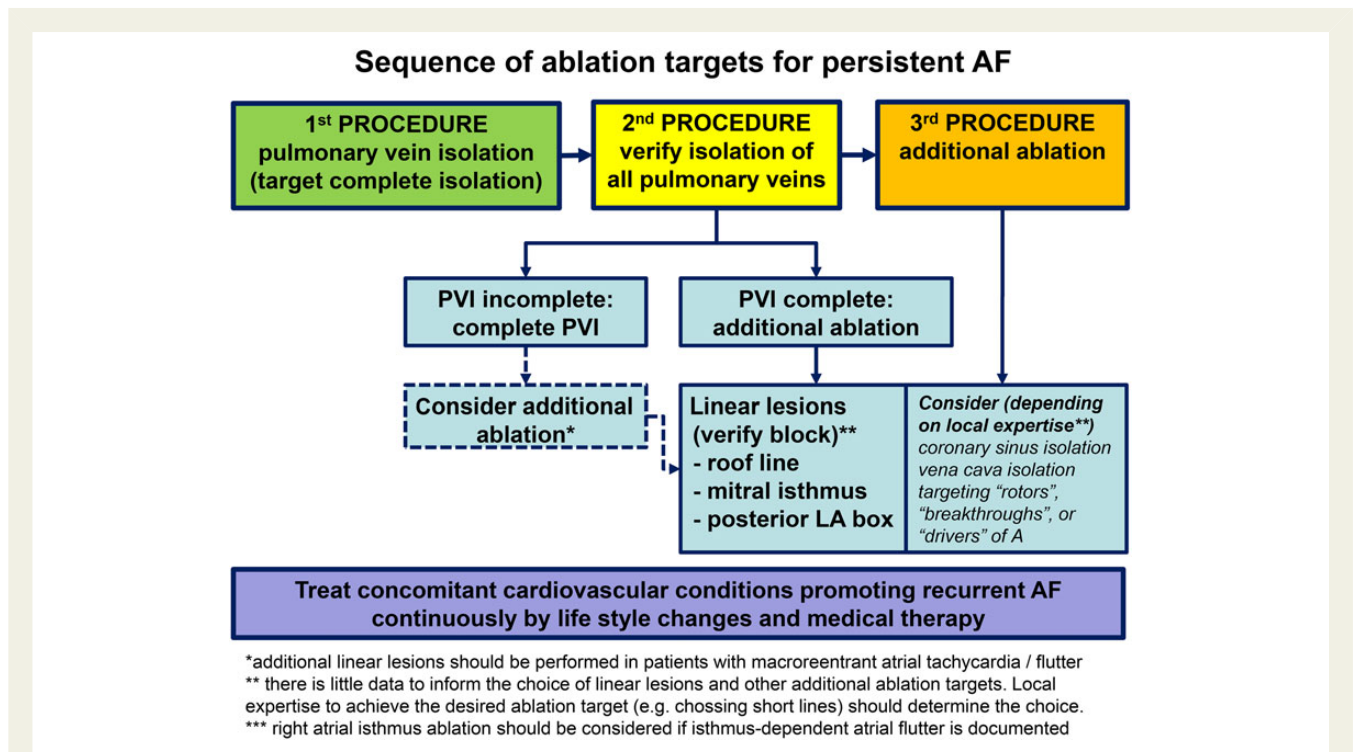 Sequence of ablation targets for persistent AF
1st PROCEDURE
pulmonary vein isolation
(target complete isolation)
2nd PROCEDURE
verify isolation of
all pulmonary veins
3rd PROCEDURE
additional ablation
PVI incomplete:
complete PVI
PVI complete:
additional ablation
Consider additional
ablation*
Linear lesions
(verify block)**
- roof line
- mitral isthmus
- posterior LA box
Consider (depending
on local expertise**)
coronary sinus isolation
vena cava isolation
targeting “rotors”,
“breakthroughs”, or
“drivers” of A
Treat concomitant cardiovascular conditions promoting recurrent AF
continuously by life style changes and medical therapy
*additional linear lesions should be performed in patients with macroreentrant atrial tachycardia / flutter
** there is little data to inform the choice of linear lesions and other additional ablation targets. Local
expertise to achieve the desired ablation target (e.g. chossing short lines) should determine the choice.
*** right atrial isthmus ablation should be considered if isthmus-dependent atrial flutter is documented